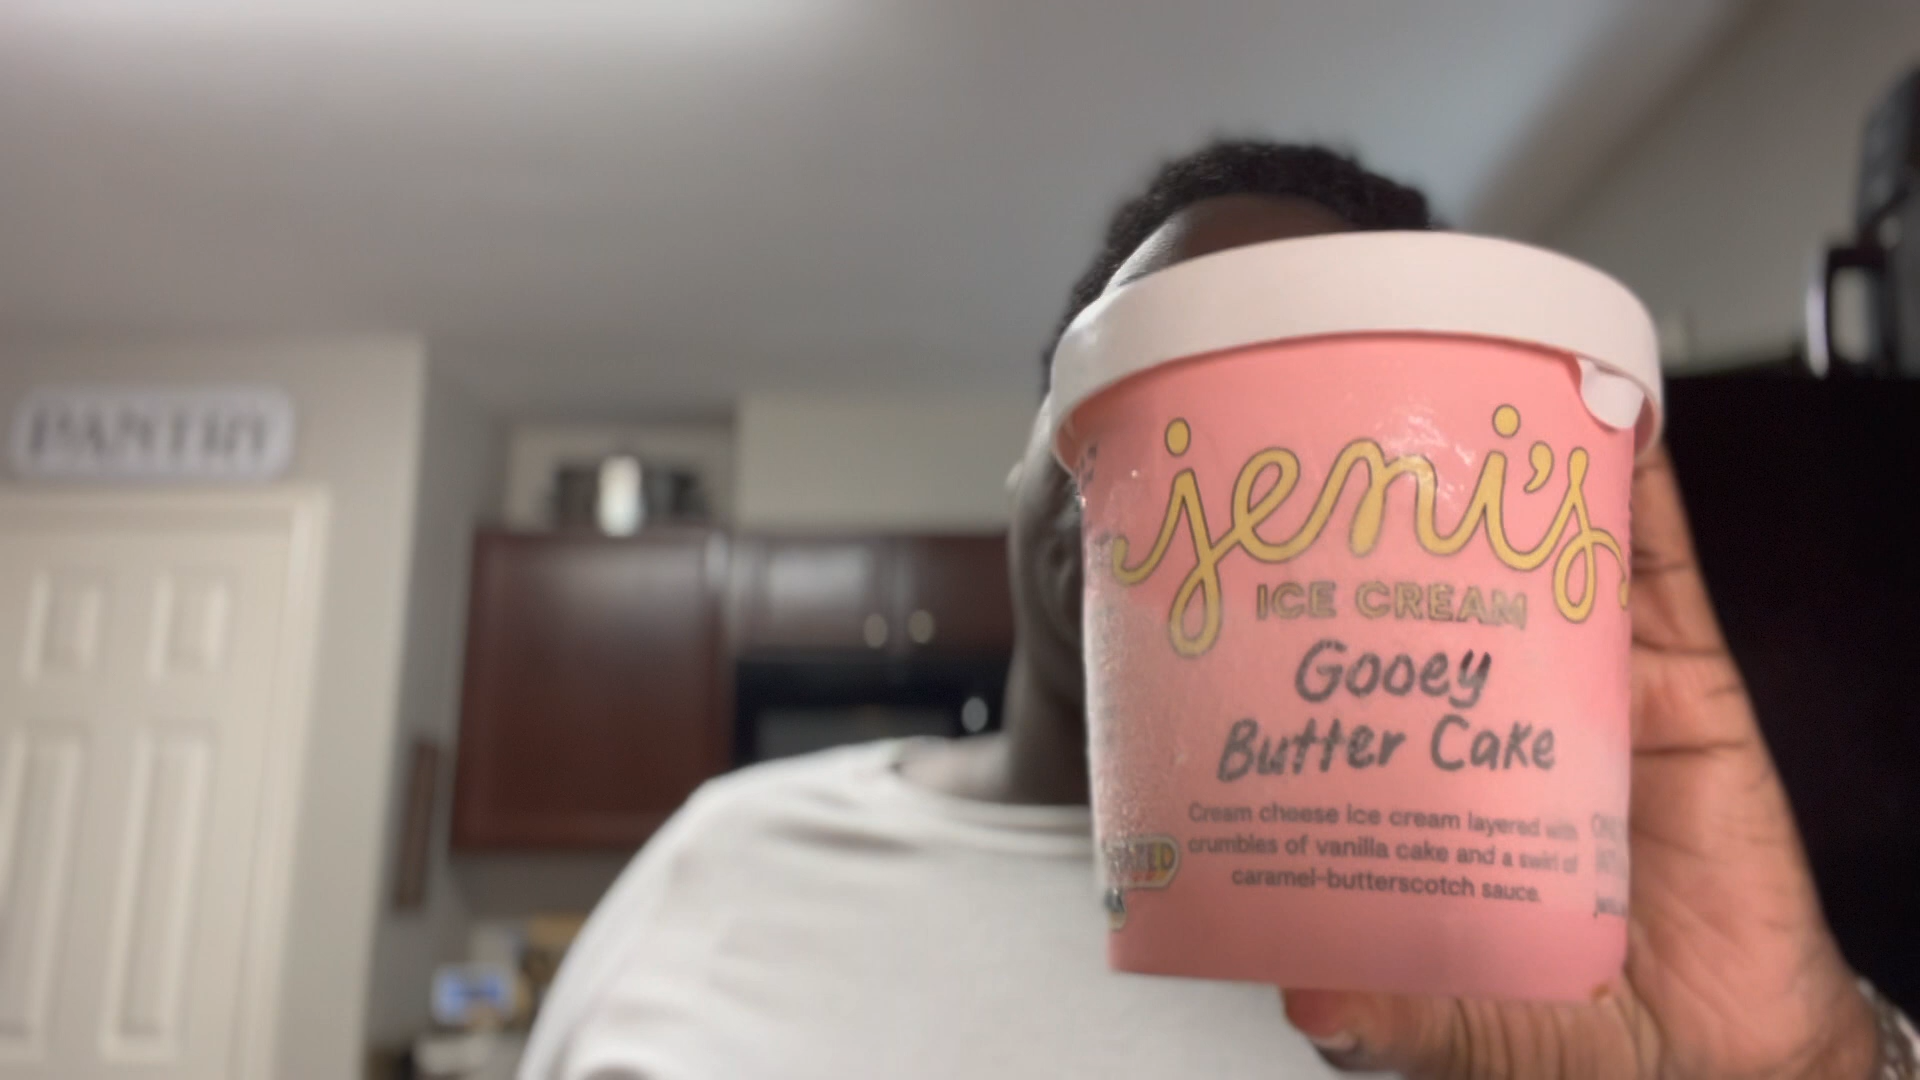 PANTRY
jeni's
ICE CREAM
Gooey
Butter Cake
Cream cheese ice cream layered with
crumbles of vanilla cake and a swirl of
caramel-butterscotch sauce.